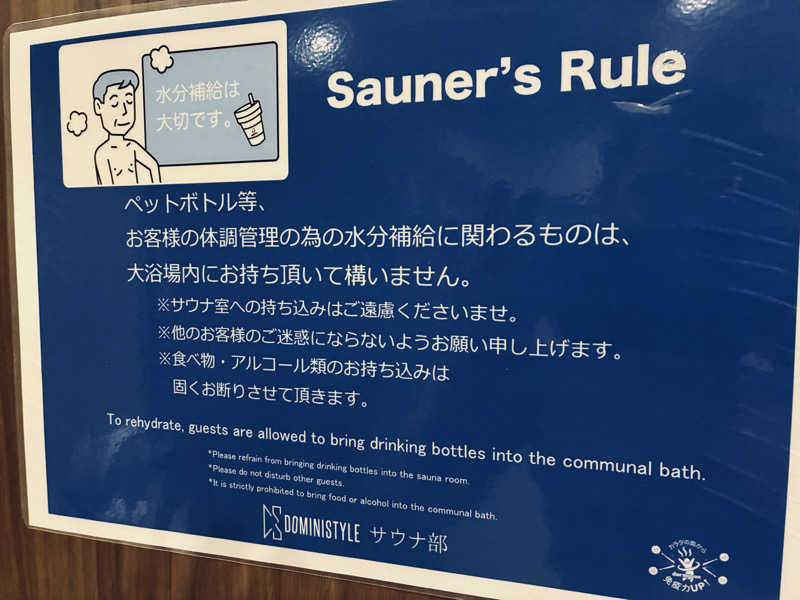 水分補給は
大切です。
Sauner's Rule
ペットボトル等、
お客様の体調管理の為の水分補給に関わるものは、
大浴場内にお持ち頂いて構いません。
※サウナ室への持ち込みはご遠慮くださいませ。
※他のお客様のご迷惑にならないようお願い申し上げます。
※食べ物・アルコール類のお持ち込みは
固くお断りさせて頂きます。
To rehydrate, guests are allowed to bring drinking bottles into the communal bath.
*Please refrain from bringing drinking bottles into the sauna room.
*Please do not disturb other guests.
*It is strictly prohibited to bring food or alcohol into the communal bath.
DOMINISTYLE サウナ部
カラダの奥から
免疫力UP!